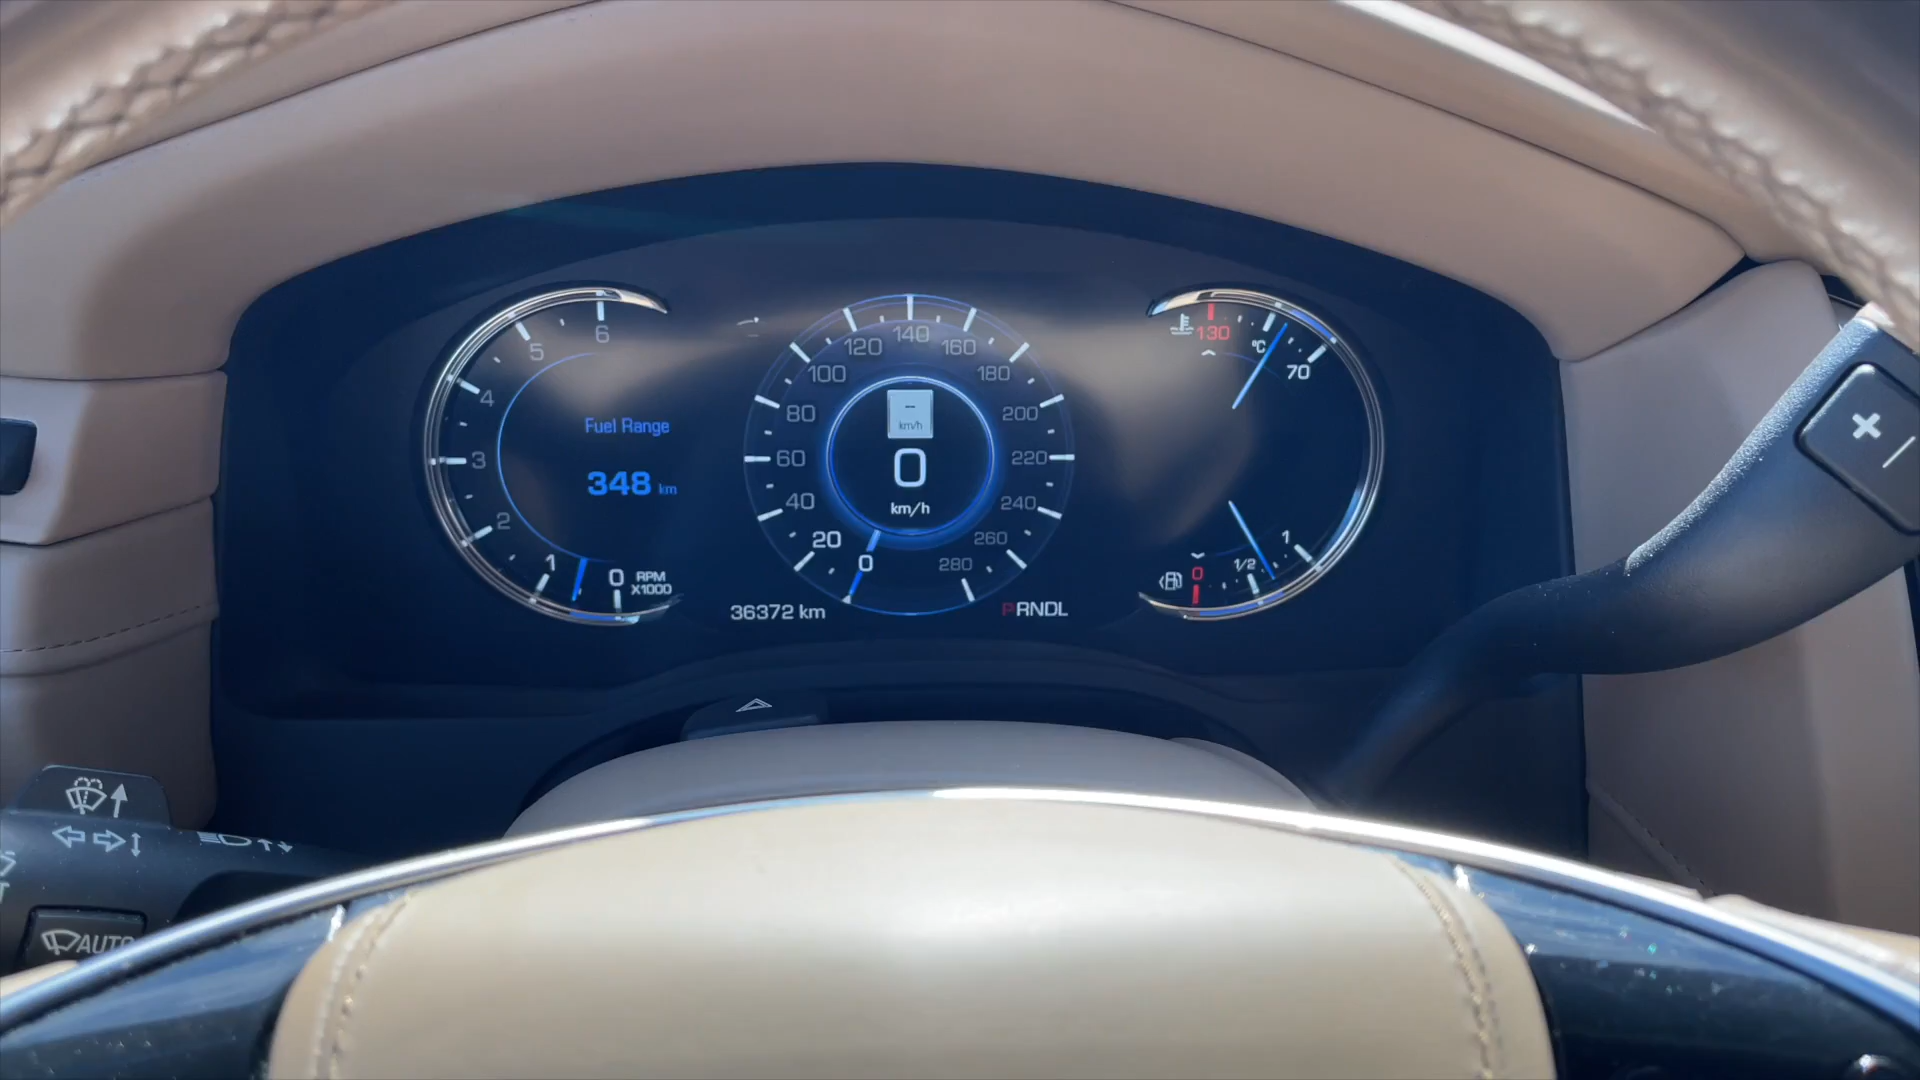 6
5
4
3
2
1
0
RPM
X1000
Fuel Range
348 km
140
120
160
100
180
80
200
60
220
40
240
20
260
0
280
–
km/h
0
km/h
36372 km
PRNDL
130
°C
70
1
1/2
0
AUTO